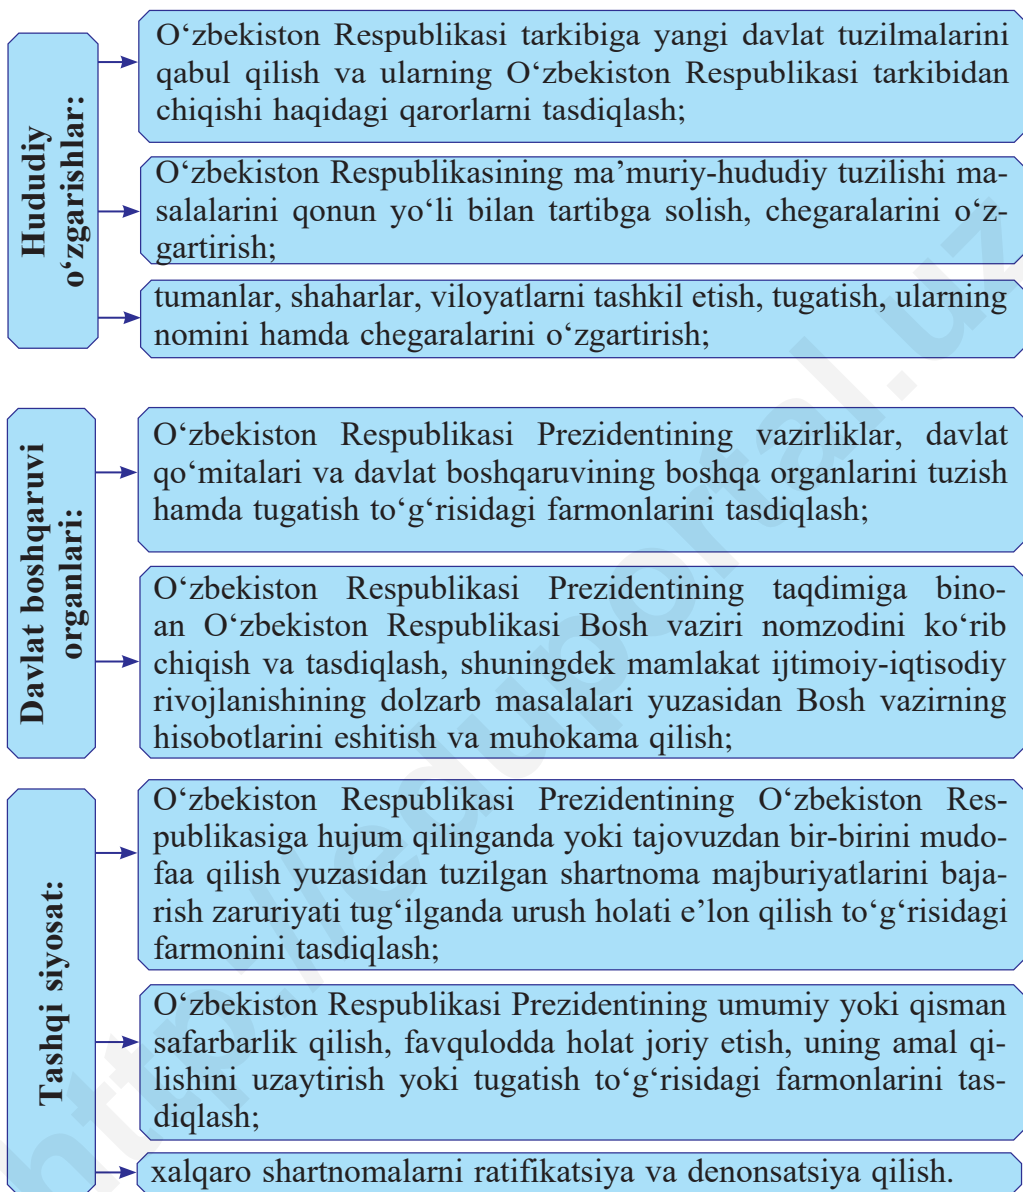 Hududiy
o‘zgarishlar:
O‘zbekiston Respublikasi tarkibiga yangi davlat tuzilmalarini
qabul qilish va ularning O‘zbekiston Respublikasi tarkibidan
chiqishi haqidagi qarorlarni tasdiqlash;
O‘zbekiston Respublikasining ma’muriy-hududiy tuzilishi ma-
salalarini qonun yo‘li bilan tartibga solish, chegaralarini o‘z-
gartirish;
tumanlar, shaharlar, viloyatlarni tashkil etish, tugatish, ularning
nomini hamda chegaralarini o‘zgartirish;
Davlat boshqaruvi
organlari:
O‘zbekiston Respublikasi Prezidentining vazirliklar, davlat
qo‘mitalari va davlat boshqaruvining boshqa organlarini tuzish
hamda tugatish to‘g‘risidagi farmonlarini tasdiqlash;
O‘zbekiston Respublikasi Prezidentining taqdimiga bino-
an O‘zbekiston Respublikasi Bosh vaziri nomzodini ko‘rib
chiqish va tasdiqlash, shuningdek mamlakat ijtimoiy-iqtisodiy
rivojlanishining dolzarb masalalari yuzasidan Bosh vazirning
hisobotlarini eshitish va muhokama qilish;
Tashqi siyosat:
O‘zbekiston Respublikasi Prezidentining O‘zbekiston Res-
publikasiga hujum qilinganda yoki tajovuzdan bir-birini mudo-
faa qilish yuzasidan tuzilgan shartnoma majburiyatlarini baja-
rish zaruriyati tug‘ilganda urush holati e’lon qilish to‘g‘risidagi
farmonini tasdiqlash;
O‘zbekiston Respublikasi Prezidentining umumiy yoki qisman
safarbarlik qilish, favqulodda holat joriy etish, uning amal qi-
lishini uzaytirish yoki tugatish to‘g‘risidagi farmonlarini tas-
diqlash;
xalqaro shartnomalarni ratifikatsiya va denonsatsiya qilish.
http://eduportal.uz